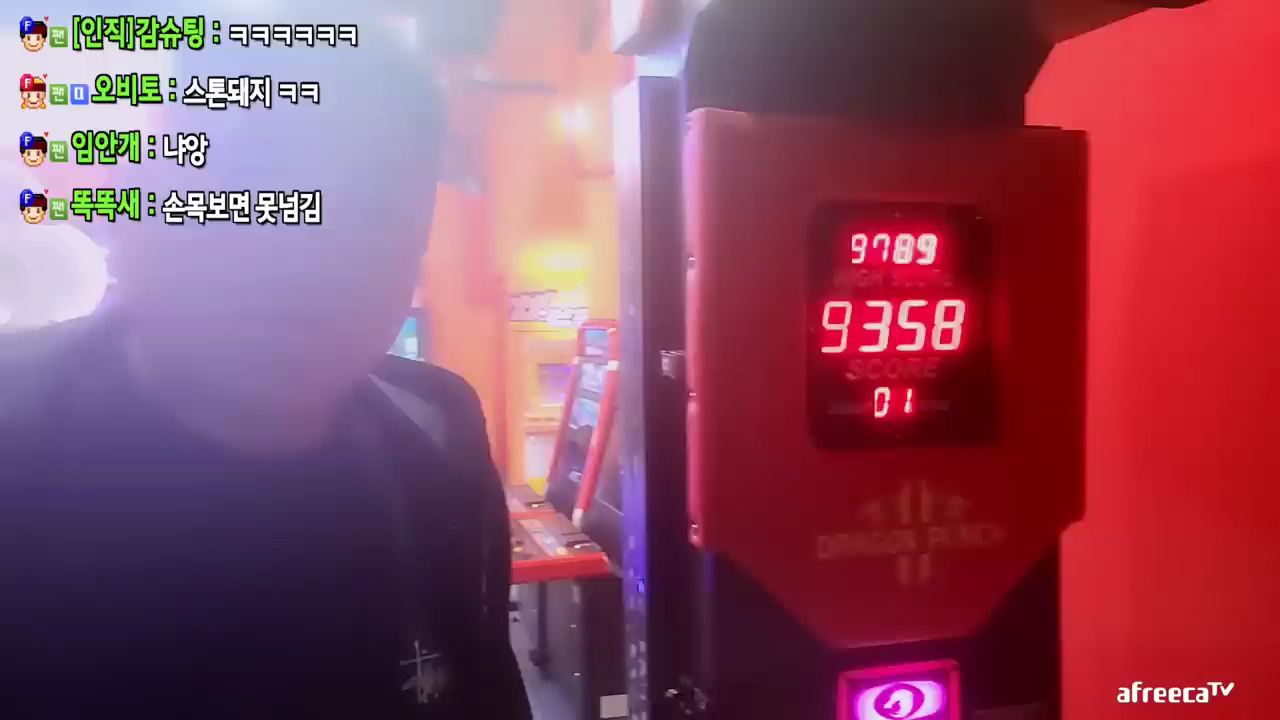 [인직]감슈팅 : ㅋㅋㅋㅋㅋㅋ
오비토 : 스톤돼지 ㅋㅋ
임안개 : 냐앙
똑똑새 : 손목보면 못넘김
9789
HIGH SCORE
9358
SCORE
01
DRAGON PUNCH
afreecaTV